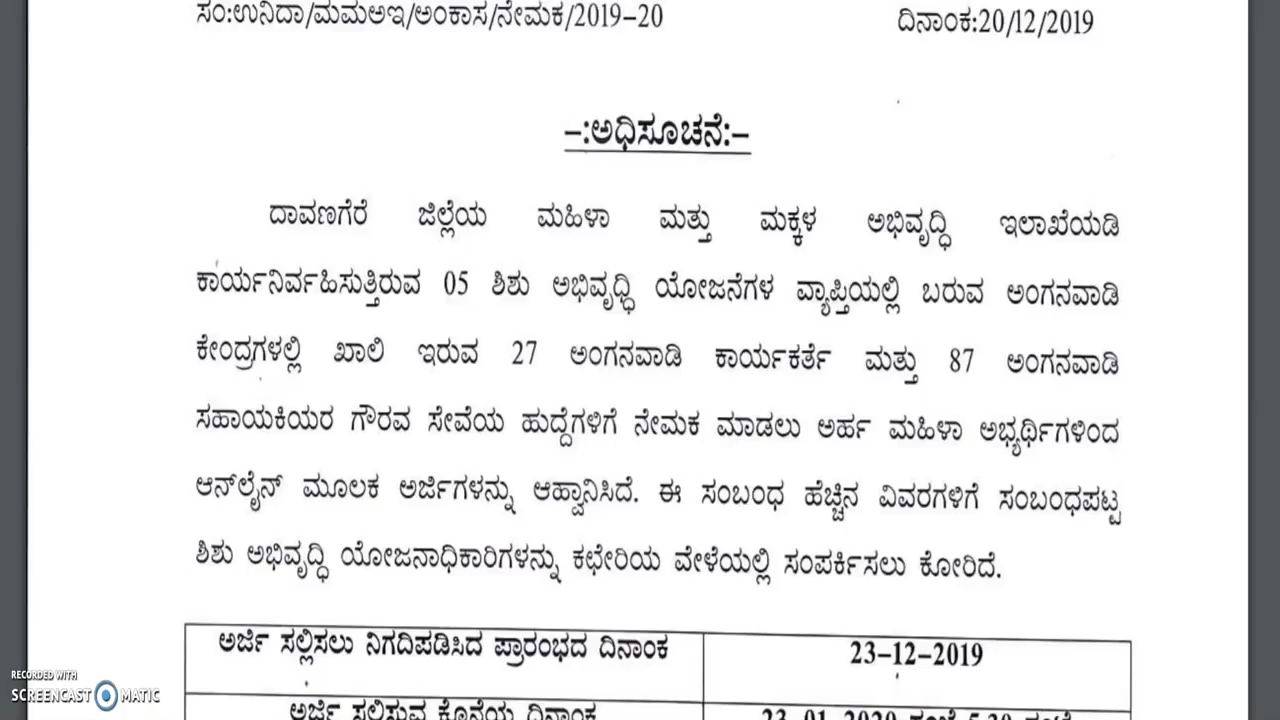 ಸಂ:ಉನಿದಾ/ಮಮಅಇ/ಅಂಕಾಸ/ನೇಮಕ/2019-20 ದಿನಾಂಕ:20/12/2019
-:ಅಧಿಸೂಚನೆ:-
ದಾವಣಗೆರೆ ಜಿಲ್ಲೆಯ ಮಹಿಳಾ ಮತ್ತು ಮಕ್ಕಳ ಅಭಿವೃದ್ಧಿ ಇಲಾಖೆಯಡಿ
ಕಾರ್ಯನಿರ್ವಹಿಸುತ್ತಿರುವ 05 ಶಿಶು ಅಭಿವೃದ್ಧಿ ಯೋಜನೆಗಳ ವ್ಯಾಪ್ತಿಯಲ್ಲಿ ಬರುವ ಅಂಗನವಾಡಿ
ಕೇಂದ್ರಗಳಲ್ಲಿ ಖಾಲಿ ಇರುವ 27 ಅಂಗನವಾಡಿ ಕಾರ್ಯಕರ್ತೆ ಮತ್ತು 87 ಅಂಗನವಾಡಿ
ಸಹಾಯಕಿಯರ ಗೌರವ ಸೇವೆಯ ಹುದ್ದೆಗಳಿಗೆ ನೇಮಕ ಮಾಡಲು ಅರ್ಹ ಮಹಿಳಾ ಅಭ್ಯರ್ಥಿಗಳಿಂದ
ಆನ್‌ಲೈನ್ ಮೂಲಕ ಅರ್ಜಿಗಳನ್ನು ಆಹ್ವಾನಿಸಿದೆ. ಈ ಸಂಬಂಧ ಹೆಚ್ಚಿನ ವಿವರಗಳಿಗೆ ಸಂಬಂಧಪಟ್ಟ
ಶಿಶು ಅಭಿವೃದ್ಧಿ ಯೋಜನಾಧಿಕಾರಿಗಳನ್ನು ಕಛೇರಿಯ ವೇಳೆಯಲ್ಲಿ ಸಂಪರ್ಕಿಸಲು ಕೋರಿದೆ.
ಅರ್ಜಿ ಸಲ್ಲಿಸಲು ನಿಗದಿಪಡಿಸಿದ ಪ್ರಾರಂಭದ ದಿನಾಂಕ 23-12-2019
ಅರ್ಜಿ ಸಲ್ಲಿಸುವ ಕೊನೆಯ ದಿನಾಂಕ
RECORDED WITH
SCREENCAST MATIC